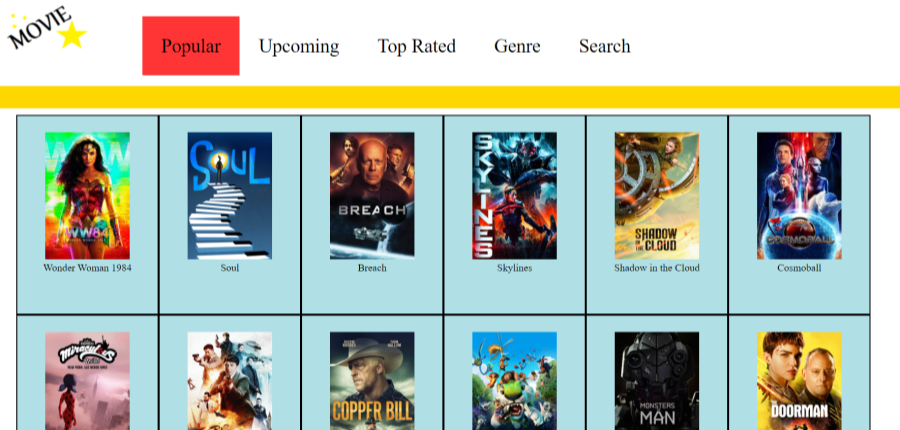 MOVIE
Popular Upcoming Top Rated Genre Search
WW84
SOUL
BREACH
SKYLINES
SHADOW
IN THE CLOUD
COSMOBALL
Wonder Woman 1984
Soul
Breach
Skylines
Shadow in the Cloud
Cosmoball
Miraculous
COPPER BILL
MONSTERS
MAN
THE
DOORMAN